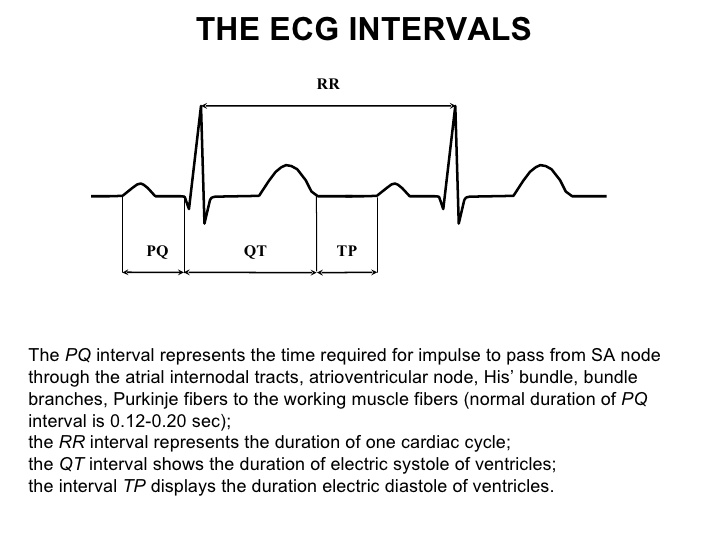 THE ECG INTERVALS
RR
PQ QT TP
The PQ interval represents the time required for impulse to pass from SA node
through the atrial internodal tracts, atrioventricular node, His’ bundle, bundle
branches, Purkinje fibers to the working muscle fibers (normal duration of PQ
interval is 0.12-0.20 sec);
the RR interval represents the duration of one cardiac cycle;
the QT interval shows the duration of electric systole of ventricles;
the interval TP displays the duration electric diastole of ventricles.